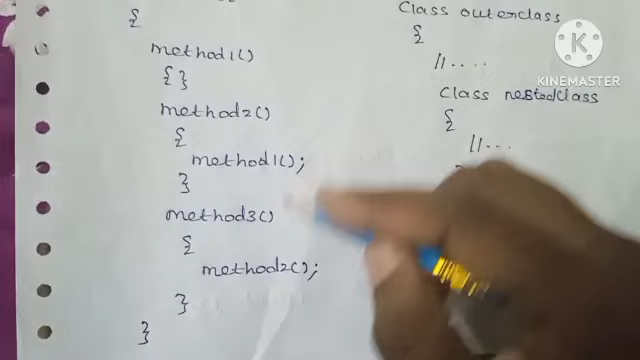 {
method1()
{ }
method2()
{
method1();
}
method3()
{
method2();
}
}
Class outerclass
{
//....
Class nestedClass
{
//...
K
KINEMASTER